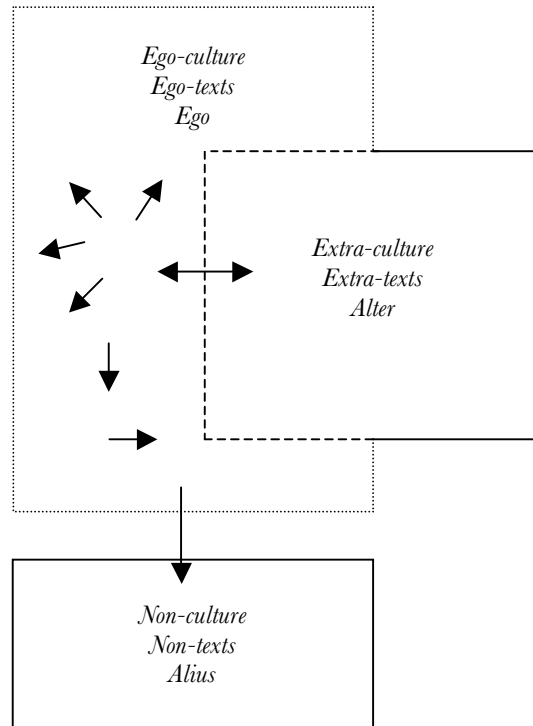 Ego-culture
Ego-texts
Ego
Extra-culture
Extra-texts
Alter
Non-culture
Non-texts
Alius